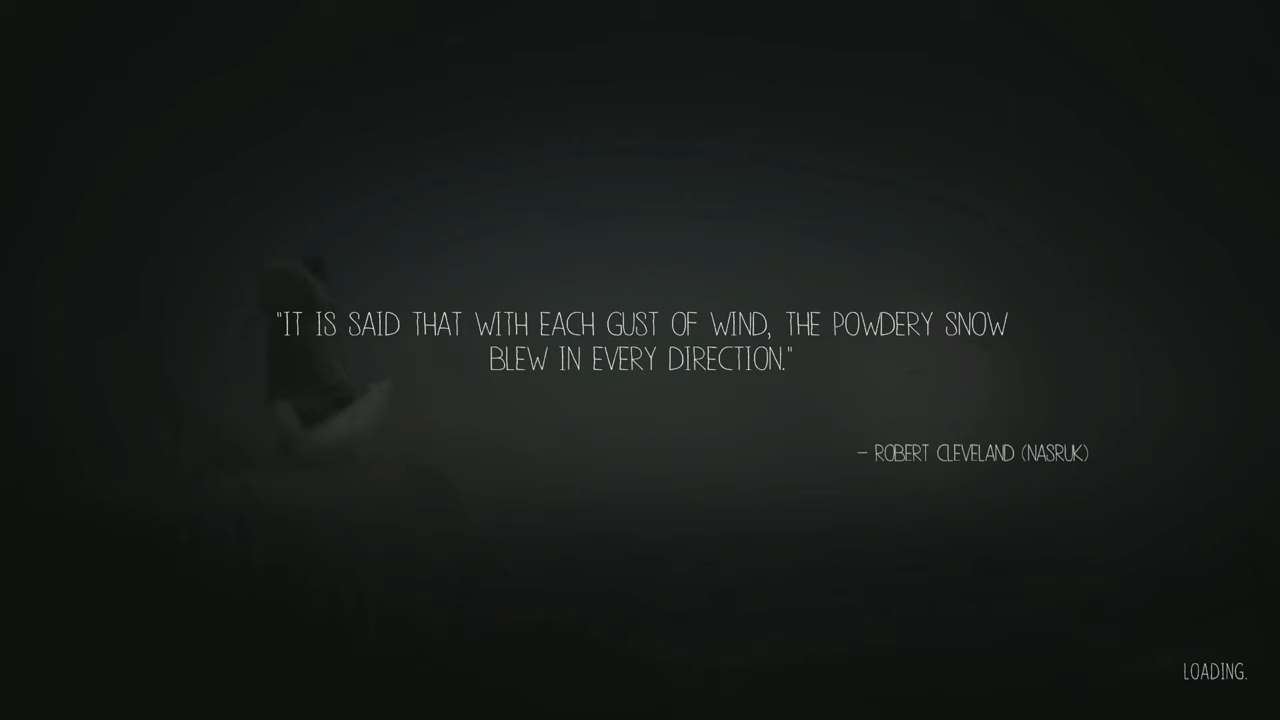 "IT IS SAID THAT WITH EACH GUST OF WIND, THE POWDERY SNOW
BLEW IN EVERY DIRECTION."
– ROBERT CLEVELAND (NASRUK)
LOADING.